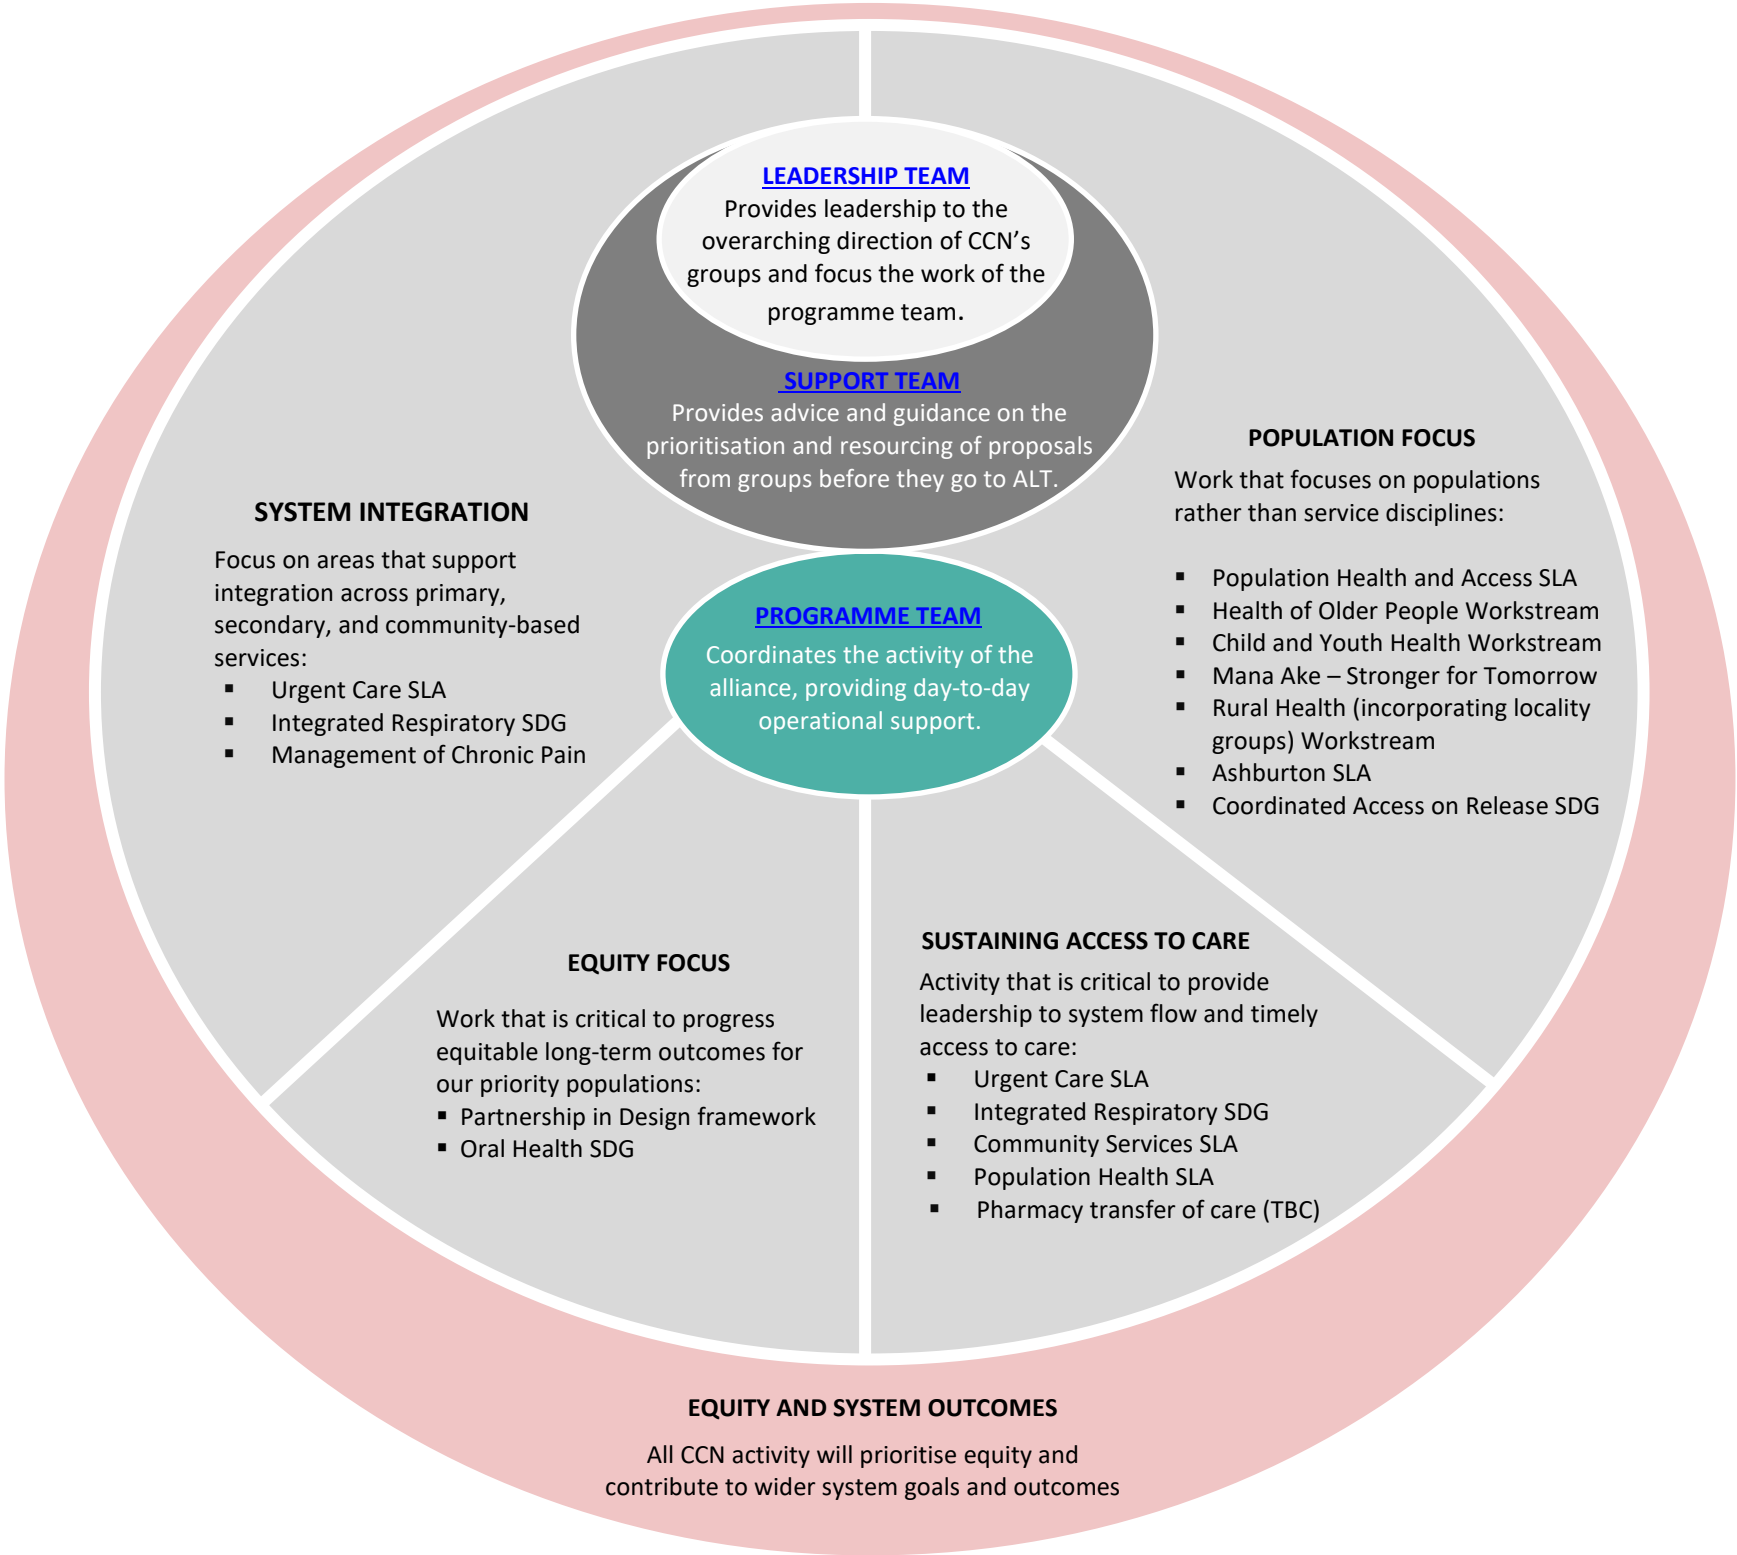 LEADERSHIP TEAM
Provides leadership to the
overarching direction of CCN's
groups and focus the work of the
programme team.
SUPPORT TEAM
Provides advice and guidance on the
prioritisation and resourcing of proposals
from groups before they go to ALT.
PROGRAMME TEAM
Coordinates the activity of the
alliance, providing day-to-day
operational support.
SYSTEM INTEGRATION
Focus on areas that support
integration across primary,
secondary, and community-based
services:
▪ Urgent Care SLA
▪ Integrated Respiratory SDG
▪ Management of Chronic Pain
POPULATION FOCUS
Work that focuses on populations
rather than service disciplines:
▪ Population Health and Access SLA
▪ Health of Older People Workstream
▪ Child and Youth Health Workstream
▪ Mana Ake – Stronger for Tomorrow
▪ Rural Health (incorporating locality
groups) Workstream
▪ Ashburton SLA
▪ Coordinated Access on Release SDG
EQUITY FOCUS
Work that is critical to progress
equitable long-term outcomes for
our priority populations:
▪ Partnership in Design framework
▪ Oral Health SDG
SUSTAINING ACCESS TO CARE
Activity that is critical to provide
leadership to system flow and timely
access to care:
▪ Urgent Care SLA
▪ Integrated Respiratory SDG
▪ Community Services SLA
▪ Population Health SLA
▪ Pharmacy transfer of care (TBC)
EQUITY AND SYSTEM OUTCOMES
All CCN activity will prioritise equity and
contribute to wider system goals and outcomes